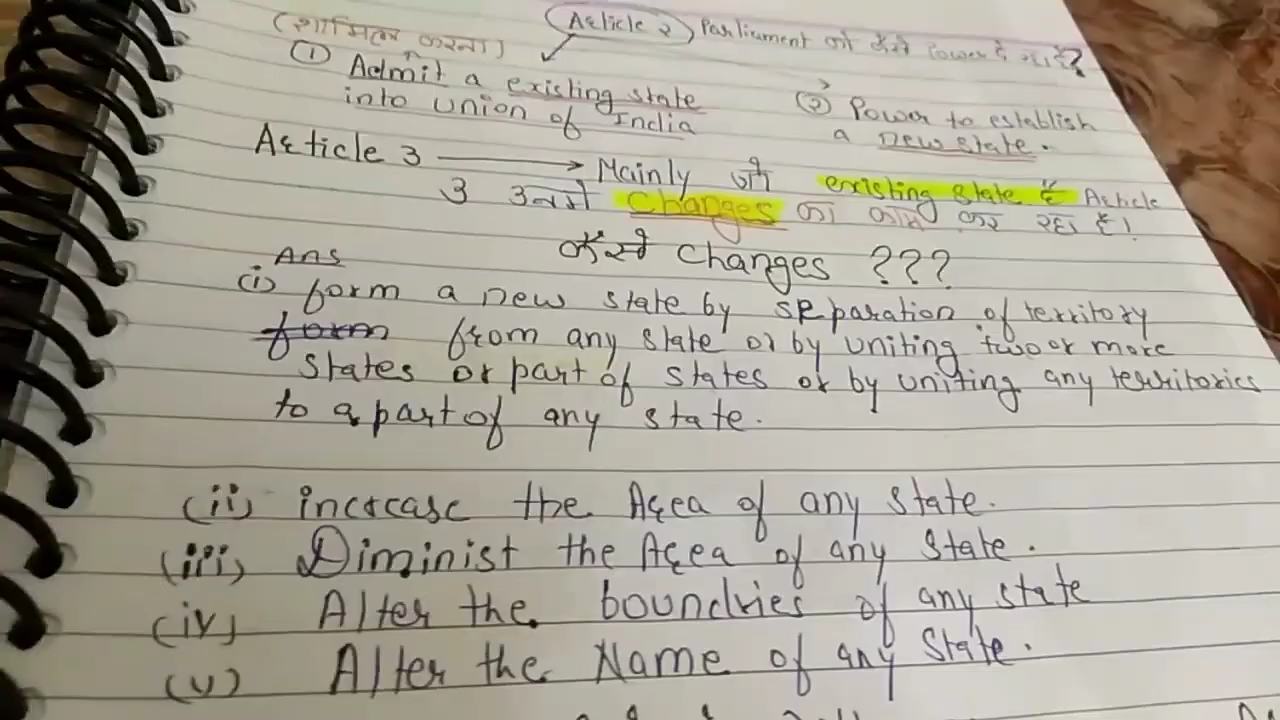 (शामिल करना)
Article 2 Parliament को कैसे Power दे रहा है?
① Admit a existing state
into union of India
② Power to establish
a new state.
Article 3 → Mainly जो existing state है Article
3 उनमे changes का काम कर रहा है।
कैसे changes ???
Ans
(i) form a new state by separation of territory
form from any state or by uniting two or more
states or part of states or by uniting any territories
to a part of any state.
(ii) increase the Area of any state.
(iii) Diminist the Area of any State.
(iv) Alter the boundries of any state
(v) Alter the Name of any State.